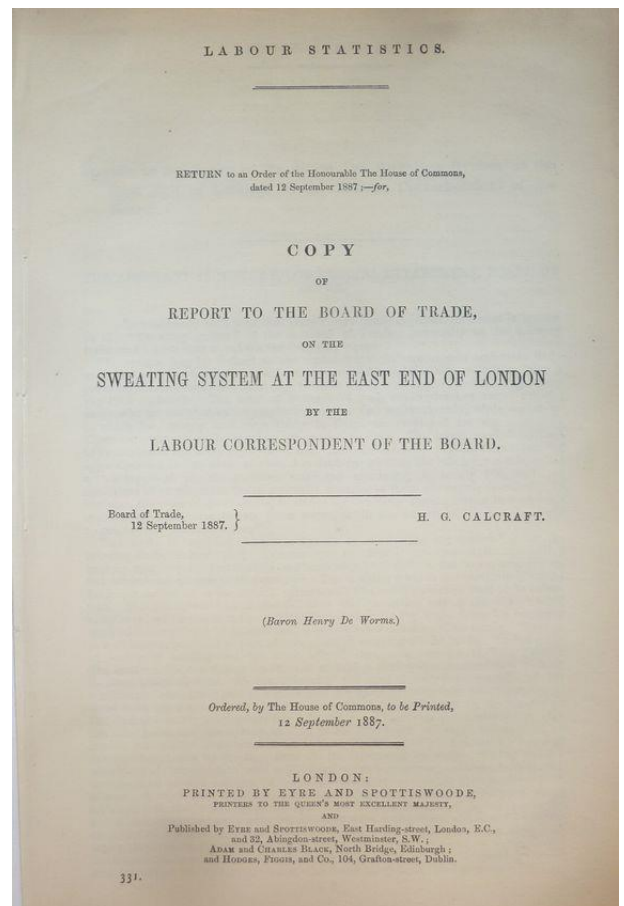 LABOUR STATISTICS.
RETURN to an Order of the Honourable The House of Commons,
dated 12 September 1887 ;—for,
COPY
OF
REPORT TO THE BOARD OF TRADE,
ON THE
SWEATING SYSTEM AT THE EAST END OF LONDON
BY THE
LABOUR CORRESPONDENT OF THE BOARD.
Board of Trade,
12 September 1887. }
H. G. CALCRAFT.
(Baron Henry De Worms.)
Ordered, by The House of Commons, to be Printed,
12 September 1887.
LONDON:
PRINTED BY EYRE AND SPOTTISWOODE,
PRINTERS TO THE QUEEN'S MOST EXCELLENT MAJESTY,
AND
Published by EYRE and SPOTTISWOODE, East Harding-street, London, E.C.,
and 32, Abingdon-street, Westminster, S.W. ;
ADAM and CHARLES BLACK, North Bridge, Edinburgh ;
and HODGES, FIGGIS, and Co., 104, Grafton-street, Dublin.
331.